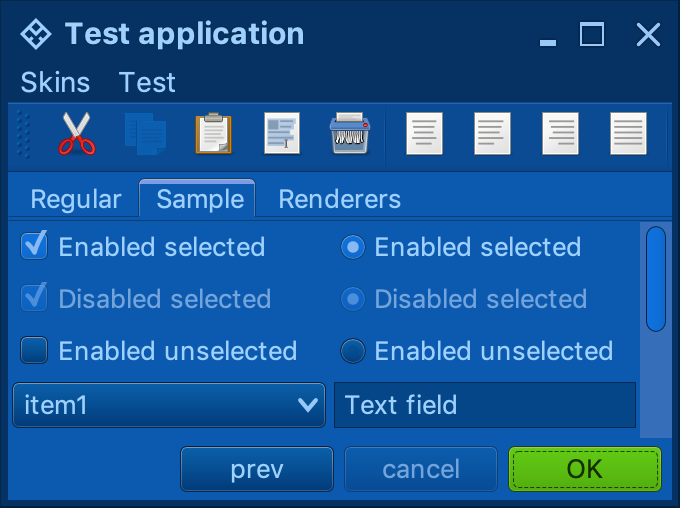 Test application
Skins Test
Regular Sample Renderers
Enabled selected Enabled selected
Disabled selected Disabled selected
Enabled unselected Enabled unselected
item1 Text field
prev cancel OK